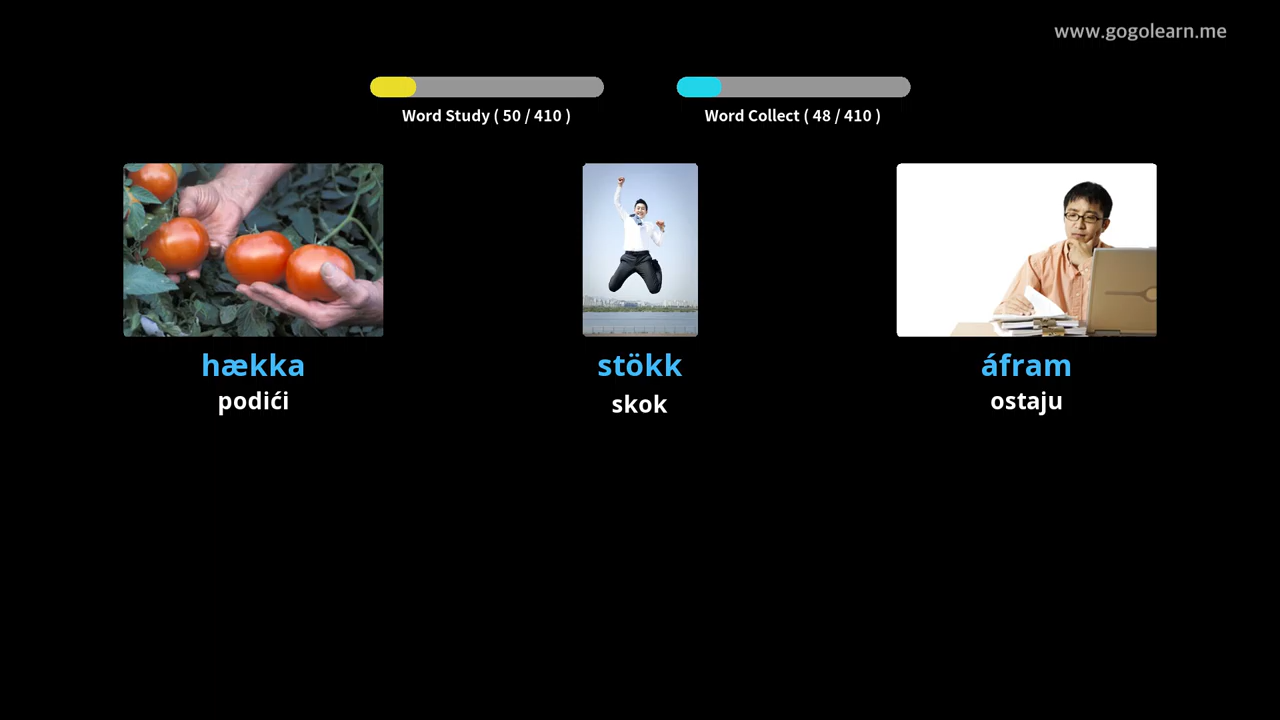 www.gogolearn.me
Word Study ( 50 / 410 )
Word Collect ( 48 / 410 )
hækka
podići
stökk
skok
áfram
ostaju